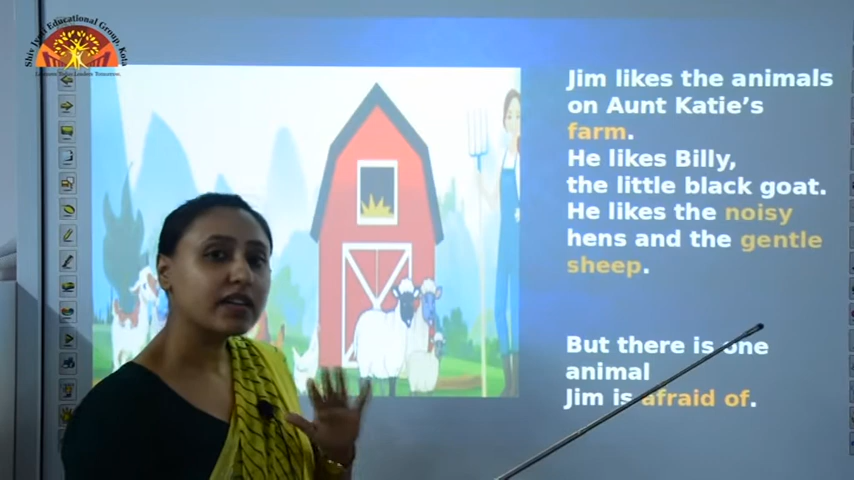 Shiv Jyoti Educational Group, Kota
Jim likes the animals
on Aunt Katie’s
farm.
He likes Billy,
the little black goat.
He likes the noisy
hens and the gentle
sheep.
But there is one
animal
Jim is afraid of.